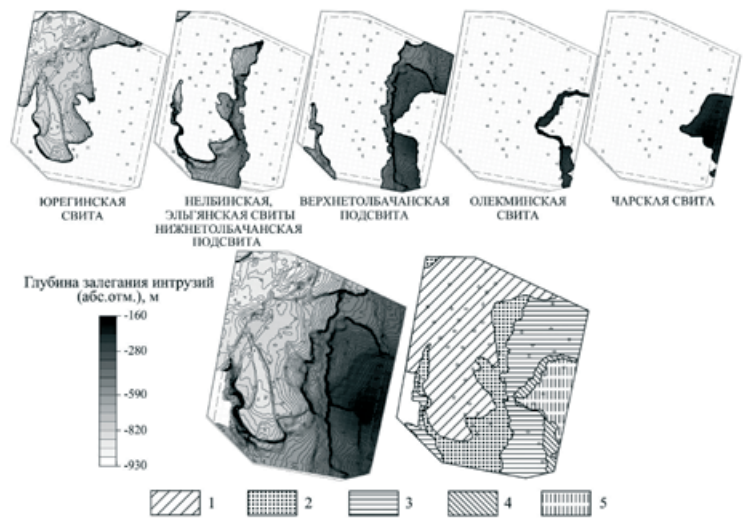 ЮРЕГИНСКАЯ
СВИТА
НЕЛБИНСКАЯ,
ЭЛЬГЯНСКАЯ СВИТЫ
НИЖНЕТОЛБАЧАНСКАЯ
ПОДСВИТА
ВЕРХНЕТОЛБАЧАНСКАЯ
ПОДСВИТА
ОЛЕКМИНСКАЯ
СВИТА
ЧАРСКАЯ СВИТА
Глубина залегания интрузий
(абс.отм.), м
-160
-280
-590
-820
-930
1
2
3
4
5